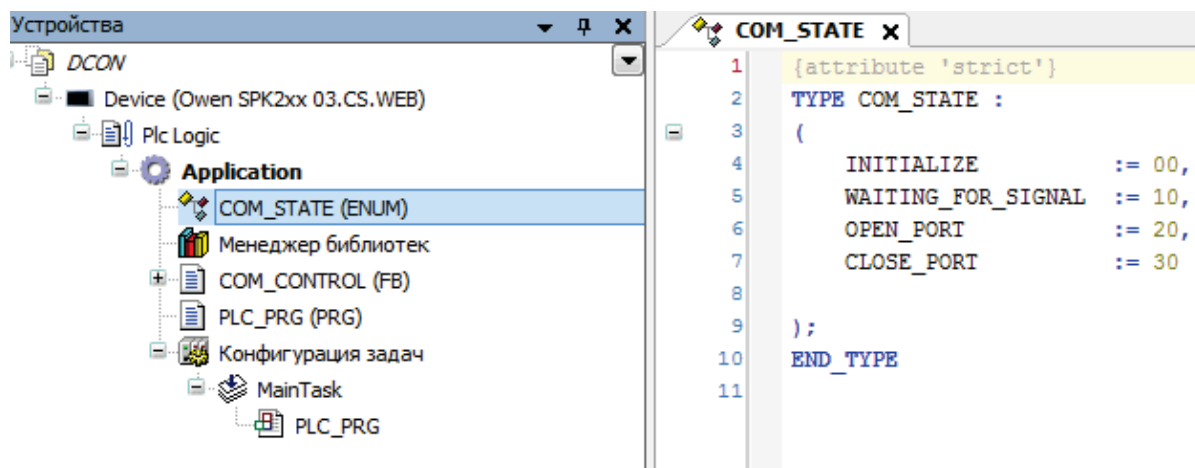 Устройства
DCON
Device (Owen SPK2xx 03.CS.WEB)
Plc Logic
Application
COM_STATE (ENUM)
Менеджер библиотек
COM_CONTROL (FB)
PLC_PRG (PRG)
Конфигурация задач
MainTask
PLC_PRG
COM_STATE
1 {attribute 'strict'}
2 TYPE COM_STATE :
3 (
4 INITIALIZE := 00,
5 WAITING_FOR_SIGNAL := 10,
6 OPEN_PORT := 20,
7 CLOSE_PORT := 30
8
9 );
10 END_TYPE
11